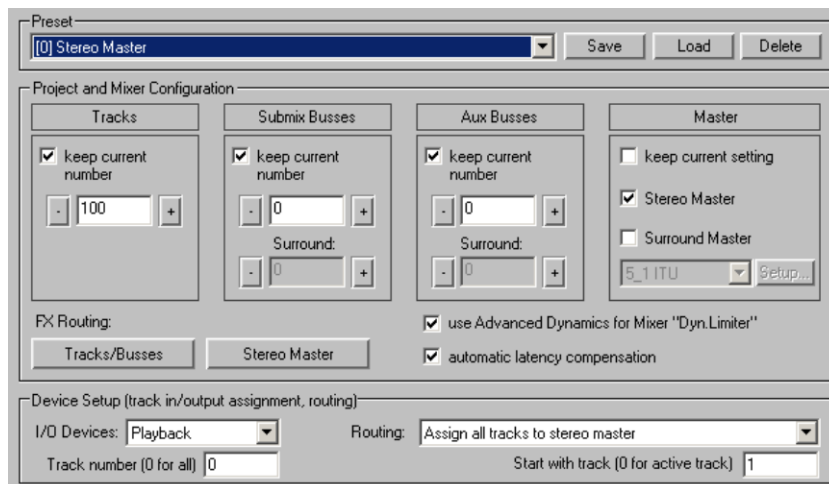 Preset
[0] Stereo Master
Save Load Delete
Project and Mixer Configuration
Tracks Submix Busses Aux Busses Master
keep current number
- 100 +
keep current number
- 0 +
Surround:
- 0 +
keep current number
- 0 +
Surround:
- 0 +
keep current setting
Stereo Master
Surround Master
5_1 ITU Setup...
FX Routing:
Tracks/Busses Stereo Master
use Advanced Dynamics for Mixer "Dyn.Limiter"
automatic latency compensation
Device Setup (track in/output assignment, routing)
I/O Devices: Playback Routing: Assign all tracks to stereo master
Track number (0 for all) 0 Start with track (0 for active track) 1